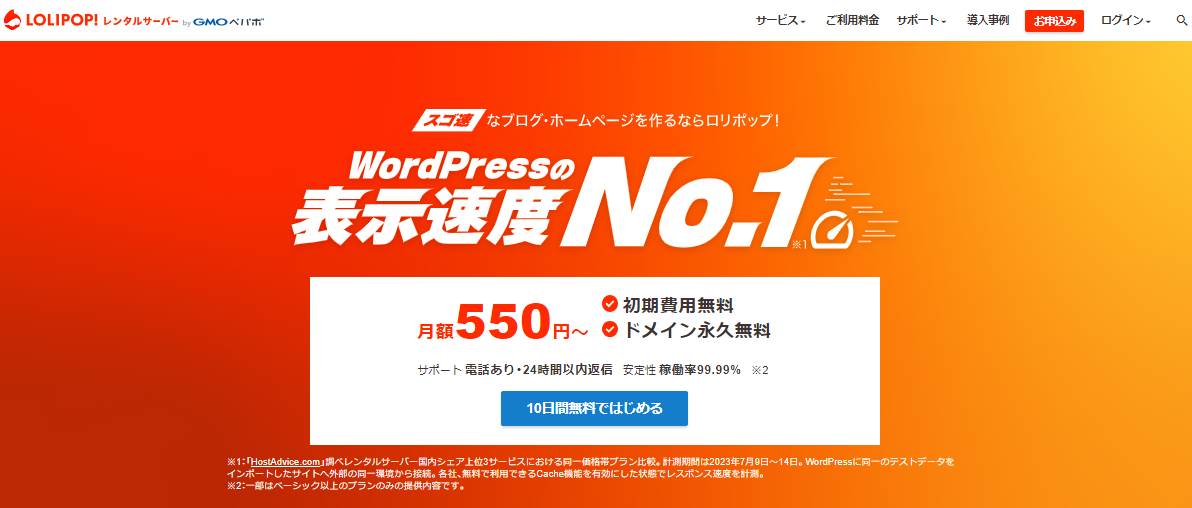 LOLIPOP! レンタルサーバー by GMOペパボ
サービス ご利用料金 サポート 導入事例 お申込み ログイン
スゴ速 なブログ・ホームページを作るならロリポップ！
WordPressの
表示速度 No.1 ※1
月額550円～
初期費用無料
ドメイン永久無料
サポート 電話あり・24時間以内返信 安定性 稼働率99.99% ※2
10日間無料ではじめる
※1：「HostAdvice.com」調べレンタルサーバー国内シェア上位3サービスにおける同一価格帯プラン比較。計測期間は2023年7月9日～14日。WordPressに同一のテストデータを
インポートしたサイトへ外部の同一環境から接続。各社、無料で利用できるCache機能を有効にした状態でレスポンス速度を計測。
※2：一部はベーシック以上のプランのみの提供内容です。